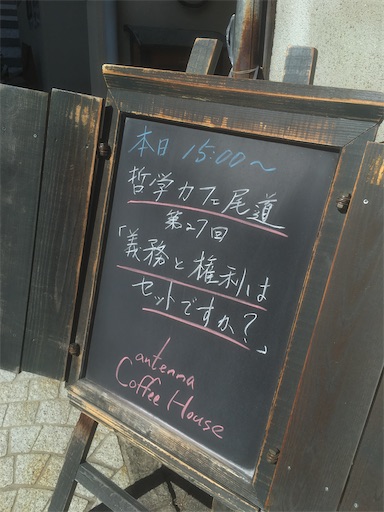 本日 15:00〜
哲学カフェ尾道
第27回
「義務と権利は
セットですか?」
antenna
Coffee House